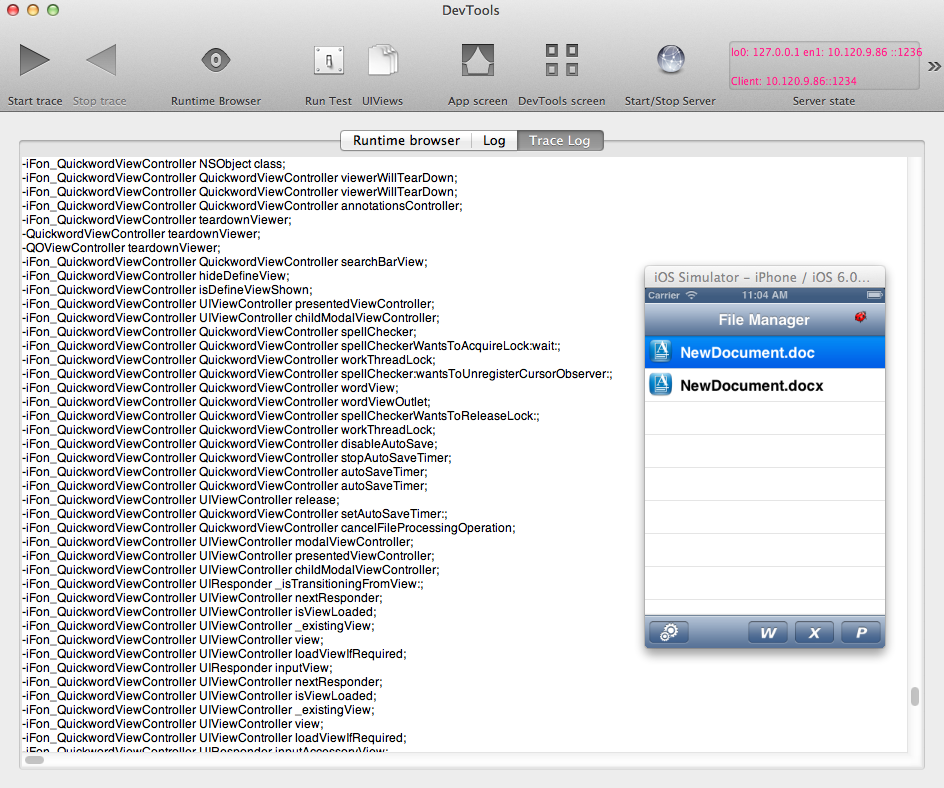 DevTools
lo0: 127.0.0.1 en1: 10.120.9.86 ::1236
Client: 10.120.9.86::1234
Start trace Stop trace Runtime Browser Run Test UIViews App screen DevTools screen Start/Stop Server Server state
Runtime browser Log Trace Log
-iFon_QuickwordViewController NSObject class;
-iFon_QuickwordViewController QuickwordViewController viewerWillTearDown;
-iFon_QuickwordViewController QuickwordViewController viewerWillTearDown;
-iFon_QuickwordViewController QuickwordViewController annotationsController;
-iFon_QuickwordViewController teardownViewer;
-QuickwordViewController teardownViewer;
-QOViewController teardownViewer;
-iFon_QuickwordViewController QuickwordViewController searchBarView;
-iFon_QuickwordViewController hideDefineView;
-iFon_QuickwordViewController isDefineViewShown;
-iFon_QuickwordViewController UIViewController presentedViewController;
-iFon_QuickwordViewController UIViewController childModalViewController;
-iFon_QuickwordViewController QuickwordViewController spellChecker;
-iFon_QuickwordViewController QuickwordViewController spellCheckerWantsToAcquireLock:wait:;
-iFon_QuickwordViewController QuickwordViewController workThreadLock;
-iFon_QuickwordViewController QuickwordViewController spellChecker:wantsToUnregisterCursorObserver:;
-iFon_QuickwordViewController QuickwordViewController wordView;
-iFon_QuickwordViewController QuickwordViewController wordViewOutlet;
-iFon_QuickwordViewController QuickwordViewController spellCheckerWantsToReleaseLock:;
-iFon_QuickwordViewController QuickwordViewController workThreadLock;
-iFon_QuickwordViewController QuickwordViewController disableAutoSave;
-iFon_QuickwordViewController QuickwordViewController stopAutoSaveTimer;
-iFon_QuickwordViewController QuickwordViewController autoSaveTimer;
-iFon_QuickwordViewController QuickwordViewController autoSaveTimer;
-iFon_QuickwordViewController UIViewController release;
-iFon_QuickwordViewController QuickwordViewController setAutoSaveTimer:;
-iFon_QuickwordViewController QuickwordViewController cancelFileProcessingOperation;
-iFon_QuickwordViewController UIViewController modalViewController;
-iFon_QuickwordViewController UIViewController presentedViewController;
-iFon_QuickwordViewController UIViewController childModalViewController;
-iFon_QuickwordViewController UIResponder _isTransitioningFromView:;
-iFon_QuickwordViewController UIViewController nextResponder;
-iFon_QuickwordViewController UIViewController isViewLoaded;
-iFon_QuickwordViewController UIViewController _existingView;
-iFon_QuickwordViewController UIViewController view;
-iFon_QuickwordViewController UIViewController loadViewIfRequired;
-iFon_QuickwordViewController UIResponder inputView;
-iFon_QuickwordViewController UIViewController nextResponder;
-iFon_QuickwordViewController UIViewController isViewLoaded;
-iFon_QuickwordViewController UIViewController _existingView;
-iFon_QuickwordViewController UIViewController view;
-iFon_QuickwordViewController UIViewController loadViewIfRequired;
-iFon_QuickwordViewController UIResponder inputAccessoryView;
iOS Simulator – iPhone / iOS 6.0...
Carrier 11:04 AM
File Manager
NewDocument.doc
NewDocument.docx
W X P